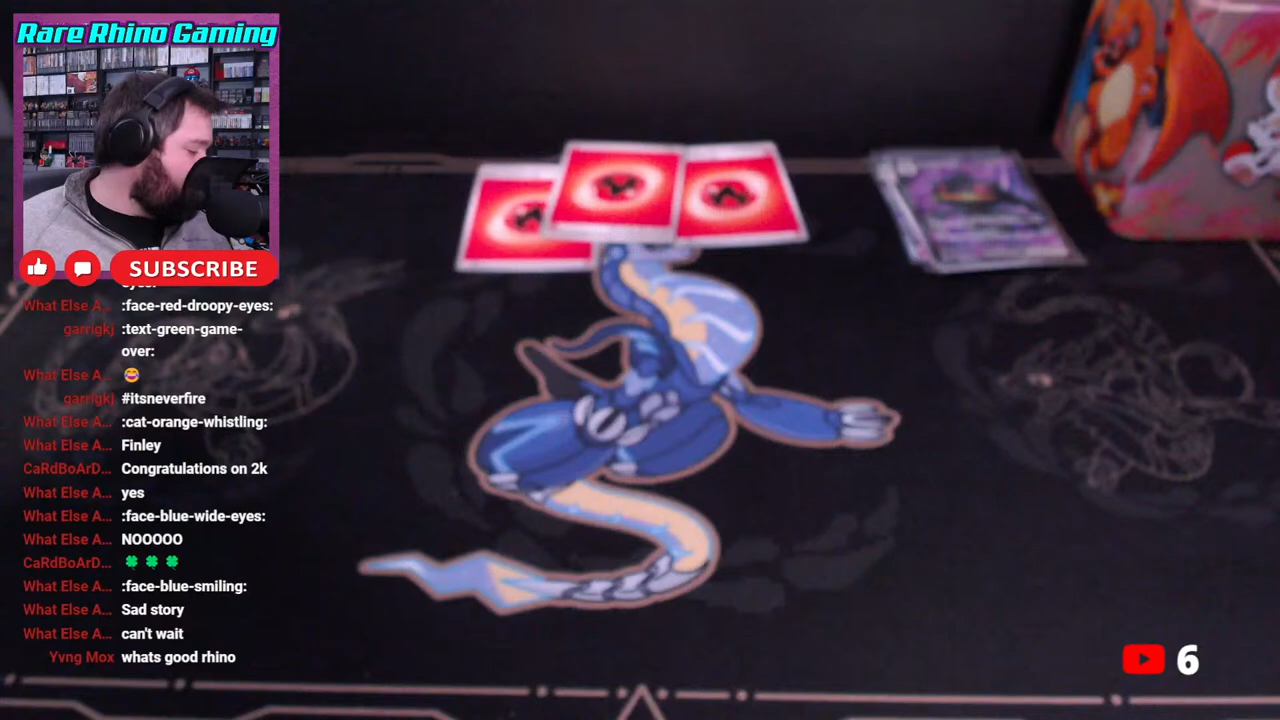 Rare Rhino Gaming
SUBSCRIBE
What Else A... :face-red-droopy-eyes:
garrigkj :text-green-game-
over:
What Else A... 😂
garrigkj #itsneverfire
What Else A... :cat-orange-whistling:
What Else A... Finley
CaRdBoArD... Congratulations on 2k
What Else A... yes
What Else A... :face-blue-wide-eyes:
What Else A... NOOOOO
CaRdBoArD... 🍀 🍀 🍀
What Else A... :face-blue-smiling:
What Else A... Sad story
What Else A... can't wait
Yvng Mox whats good rhino
6